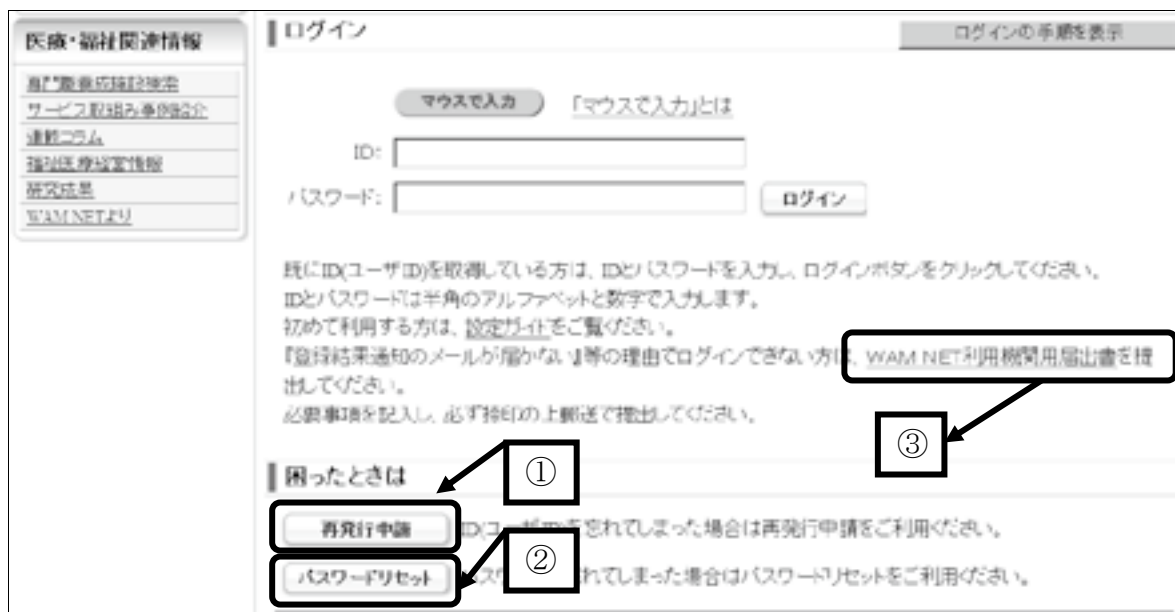 医療・福祉関連情報
専門職養成施設検索
サービス取組み事例紹介
連載コラム
福祉医療経営情報
研究成果
WAM NETより
ログイン
ログインの手順を表示
マウスで入力
「マウスで入力」とは
ID:
パスワード:
ログイン
既にID(ユーザID)を取得している方は、IDとパスワードを入力し、ログインボタンをクリックしてください。
IDとパスワードは半角のアルファベットと数字で入力します。
初めて利用する方は、設定ガイドをご覧ください。
『登録結果通知のメールが届かない』等の理由でログインできない方は、WAM NET利用機関用届出書を提
出してください。
必要事項を記入し、必ず捺印の上郵送で提出してください。
③
困ったときは
①
再発行申請
ID(ユーザID)を忘れてしまった場合は再発行申請をご利用ください。
②
パスワードリセット
れてしまった場合はパスワードリセットをご利用ください。